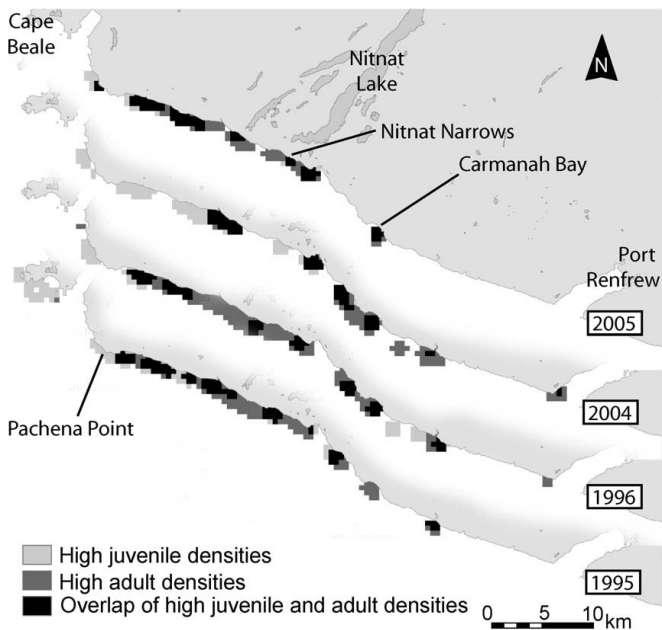 Cape
Beale
Nitnat
Lake
N
Nitnat Narrows
Carmanah Bay
Port
Renfrew
2005
2004
Pachena Point
1996
1995
High juvenile densities
High adult densities
Overlap of high juvenile and adult densities
0 5 10
km